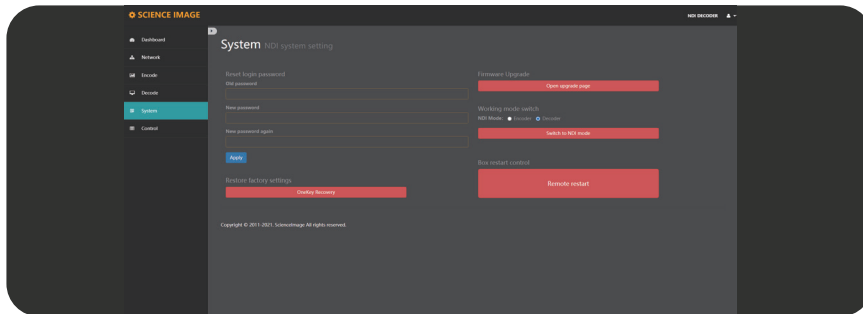 SCIENCE IMAGE
NDI DECODER
Dashboard
Network
Encode
Decode
System
Control
System NDI system setting
Reset login password
Old password
New password
New password again
Apply
Restore factory settings
OneKey Recovery
Firmware Upgrade
Open upgrade page
Working mode switch
NDI Mode: Encoder Decoder
Switch to NDI mode
Box restart control
Remote restart
Copyright © 2011-2021. ScienceImage All rights reserved.